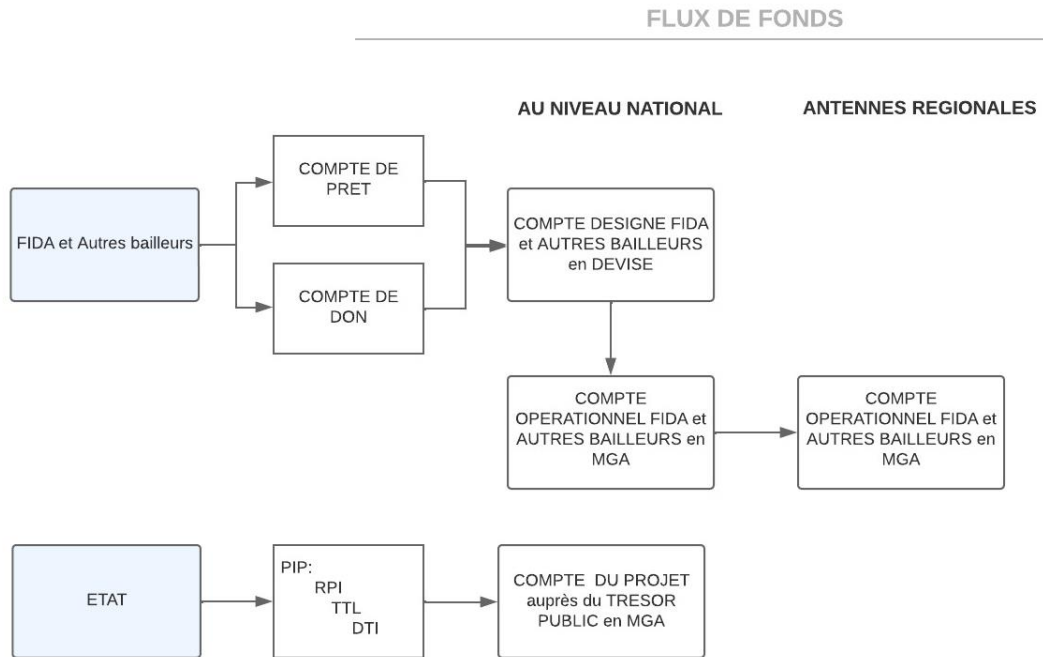 FLUX DE FONDS
AU NIVEAU NATIONAL
ANTENNES REGIONALES
FIDA et Autres bailleurs
COMPTE DE
PRET
COMPTE DE
DON
COMPTE DESIGNE FIDA
et AUTRES BAILLEURS
en DEVISE
COMPTE
OPERATIONNEL FIDA et
AUTRES BAILLEURS en
MGA
COMPTE
OPERATIONNEL FIDA et
AUTRES BAILLEURS en
MGA
ETAT
PIP:
RPI
TTL
DTI
COMPTE DU PROJET
auprès du TRESOR
PUBLIC en MGA